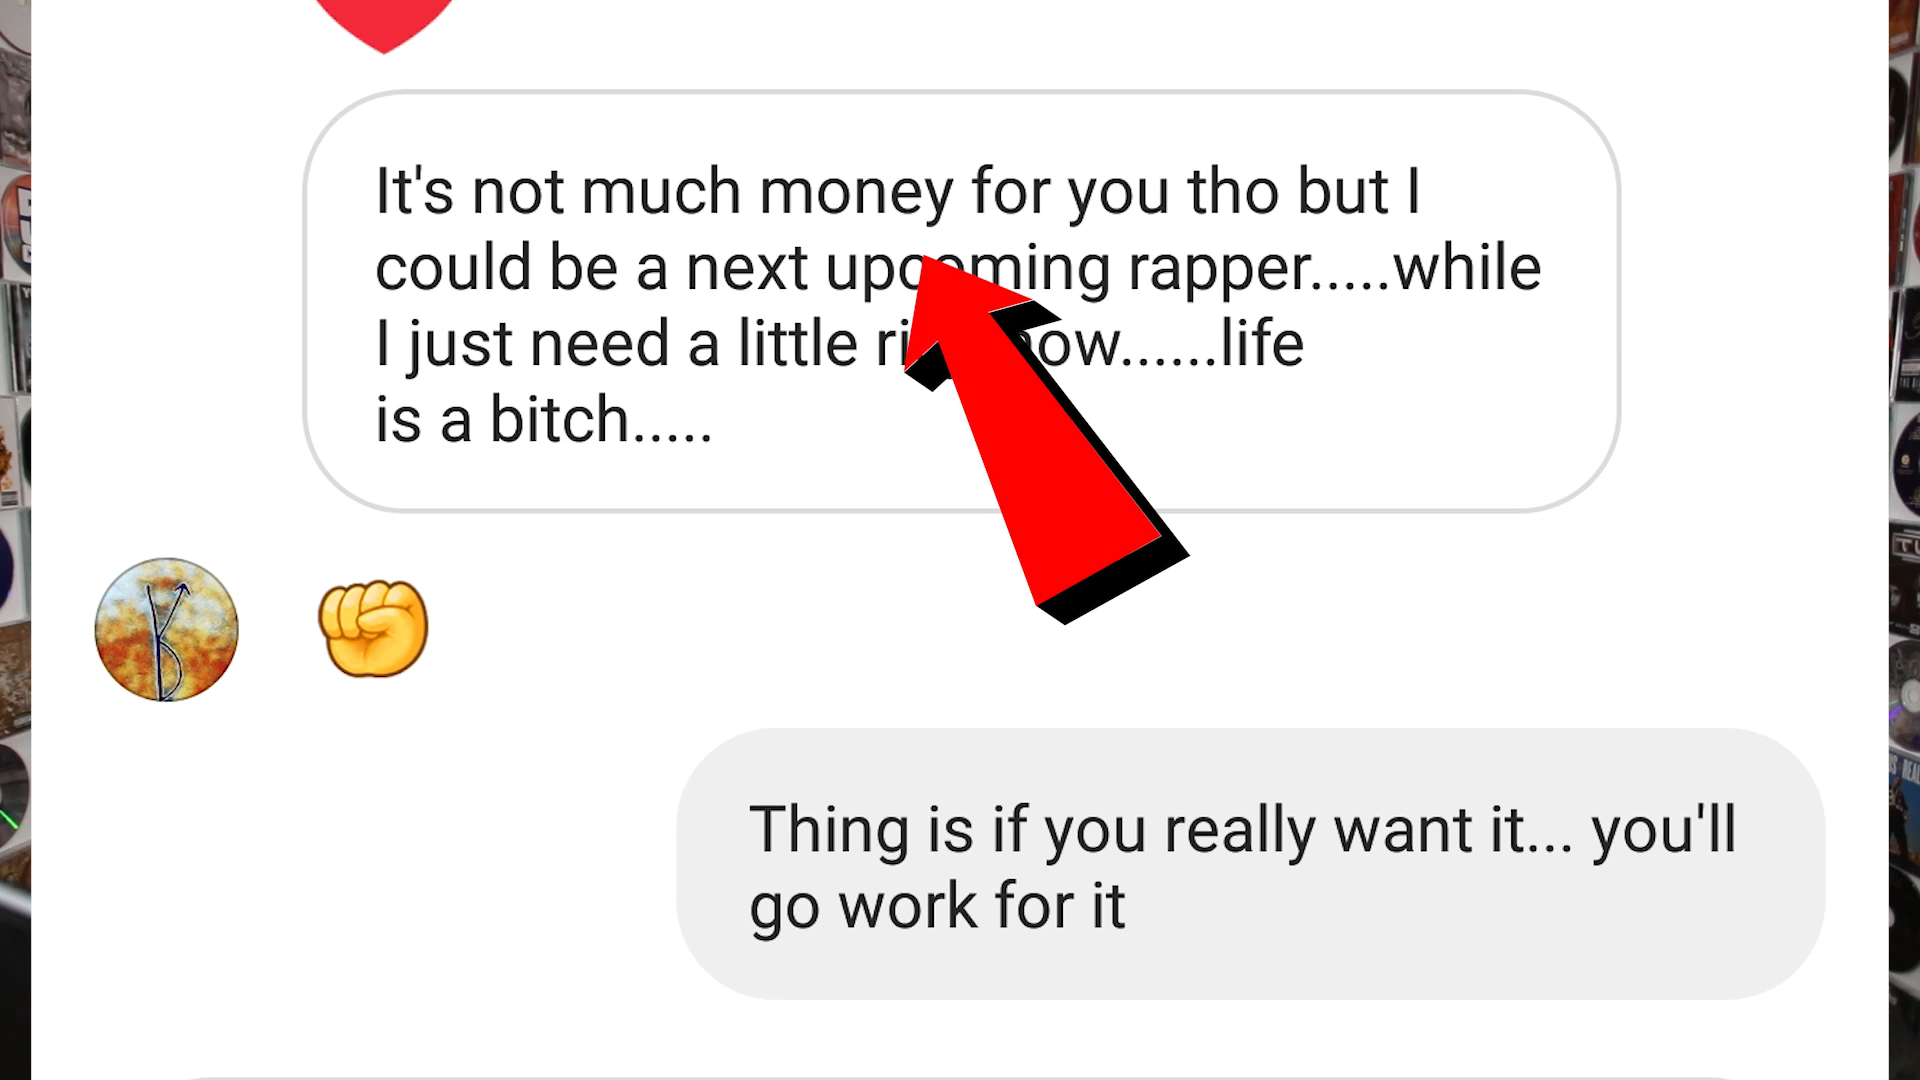 It's not much money for you tho but I
could be a next upcoming rapper.....while
I just need a little now......life
is a bitch.....
Thing is if you really want it... you'll
go work for it